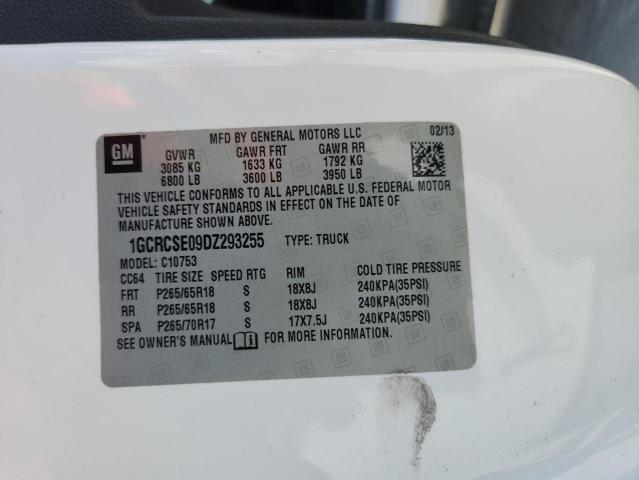 MFD BY GENERAL MOTORS LLC 02/13
GM ®
GVWR GAWR FRT GAWR RR
3085 KG 1633 KG 1792 KG
6800 LB 3600 LB 3950 LB
THIS VEHICLE CONFORMS TO ALL APPLICABLE U.S. FEDERAL MOTOR
VEHICLE SAFETY STANDARDS IN EFFECT ON THE DATE OF
MANUFACTURE SHOWN ABOVE.
1GCRCSE09DZ293255 TYPE: TRUCK
MODEL: C10753
CC64 TIRE SIZE SPEED RTG RIM COLD TIRE PRESSURE
FRT P265/65R18 S 18X8J 240KPA(35PSI)
RR P265/65R18 S 18X8J 240KPA(35PSI)
SPA P265/70R17 S 17X7.5J 240KPA(35PSI)
SEE OWNER'S MANUAL FOR MORE INFORMATION.